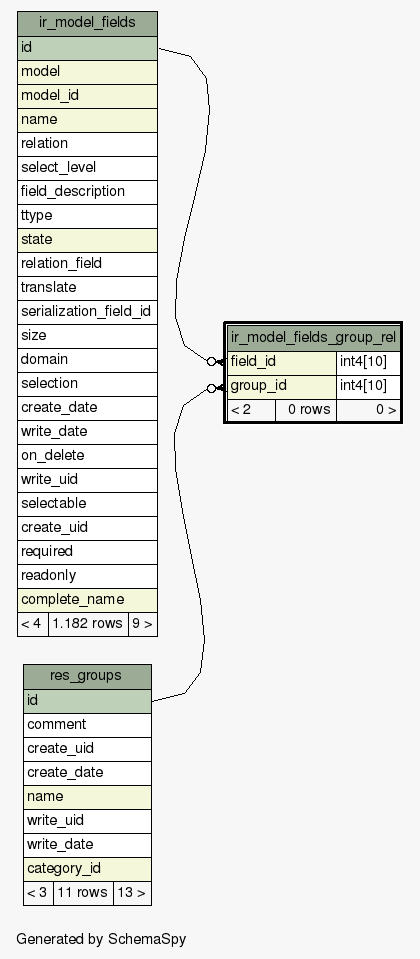 ir_model_fields
id
model
model_id
name
relation
select_level
field_description
ttype
state
relation_field
translate
serialization_field_id
size
domain
selection
create_date
write_date
on_delete
write_uid
selectable
create_uid
required
readonly
complete_name
< 4 1.182 rows 9 >
ir_model_fields_group_rel
field_id int4[10]
group_id int4[10]
< 2 0 rows 0 >
res_groups
id
comment
create_uid
create_date
name
write_uid
write_date
category_id
< 3 11 rows 13 >
Generated by SchemaSpy